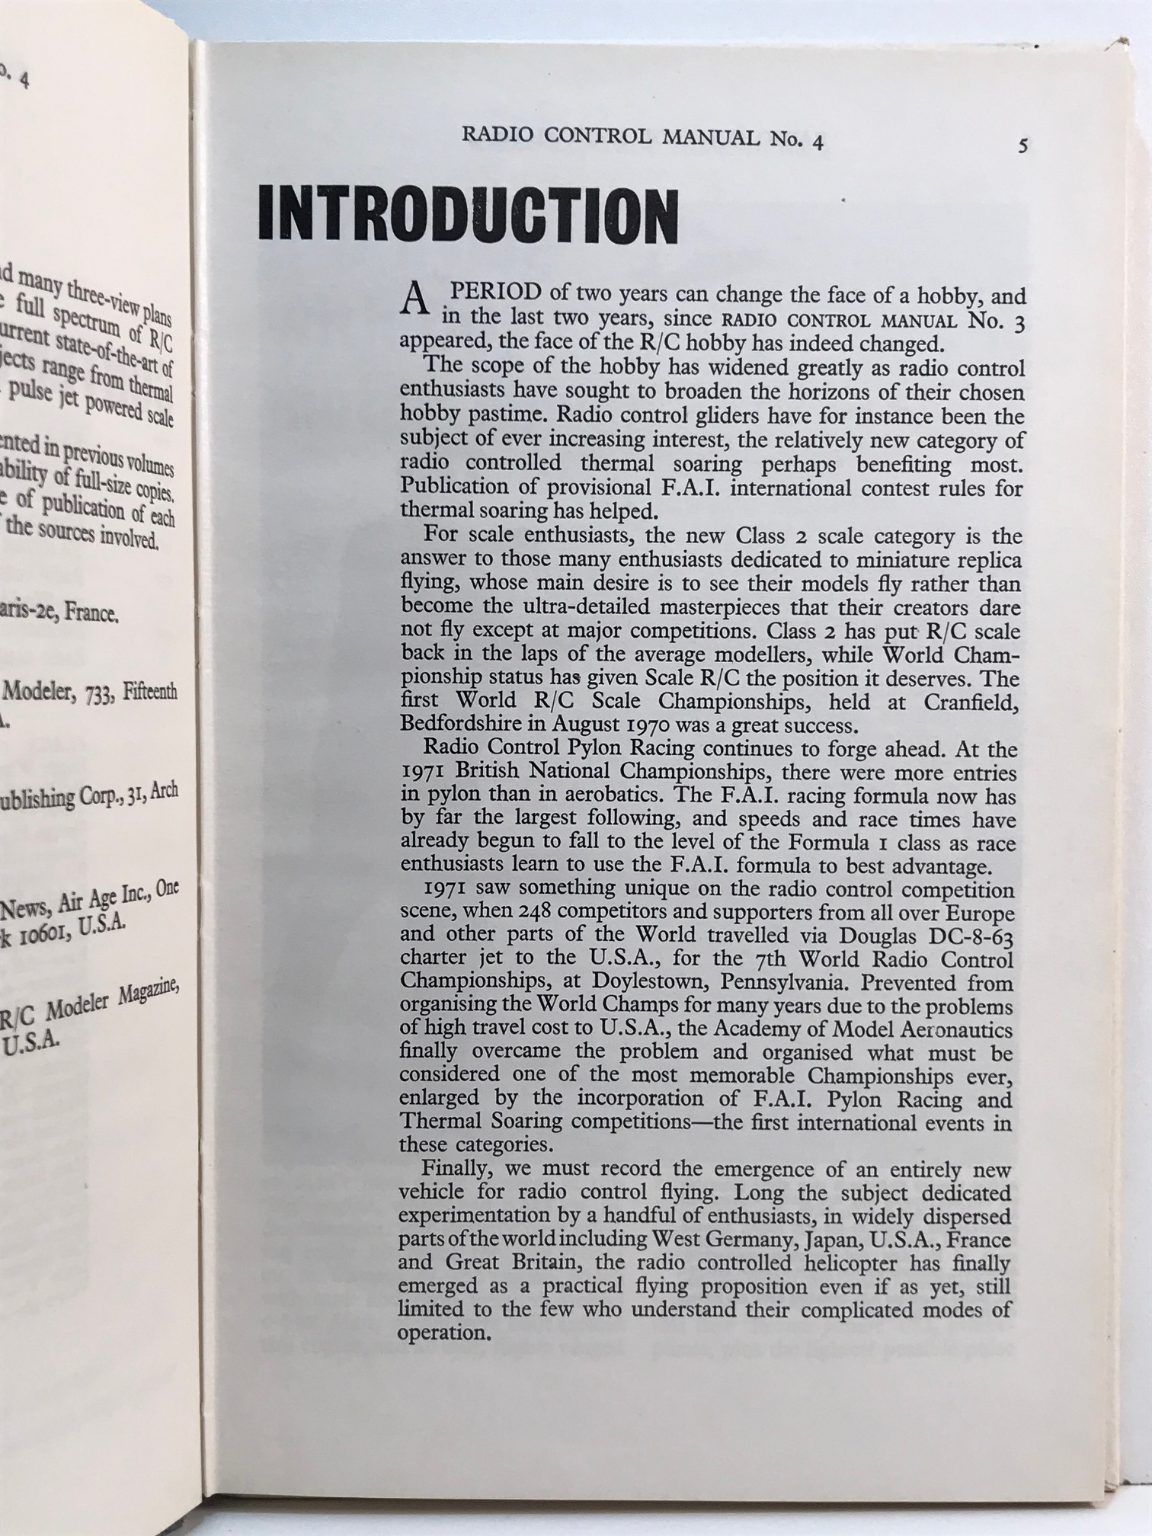 o. 4
d many three-view plans
full spectrum of R/C
urrent state-of-the-art of
jects range from thermal
pulse jet powered scale
ented in previous volumes
ability of full-size copies.
e of publication of each
the sources involved.
aris-2e, France.
Modeler, 733, Fifteenth
A.
ublishing Corp., 31, Arch
News, Air Age Inc., One
k 10601, U.S.A.
R/C Modeler Magazine,
U.S.A.
RADIO CONTROL MANUAL No. 4 5
INTRODUCTION
A PERIOD of two years can change the face of a hobby, and
in the last two years, since RADIO CONTROL MANUAL No. 3
appeared, the face of the R/C hobby has indeed changed.
The scope of the hobby has widened greatly as radio control
enthusiasts have sought to broaden the horizons of their chosen
hobby pastime. Radio control gliders have for instance been the
subject of ever increasing interest, the relatively new category of
radio controlled thermal soaring perhaps benefiting most.
Publication of provisional F.A.I. international contest rules for
thermal soaring has helped.
For scale enthusiasts, the new Class 2 scale category is the
answer to those many enthusiasts dedicated to miniature replica
flying, whose main desire is to see their models fly rather than
become the ultra-detailed masterpieces that their creators dare
not fly except at major competitions. Class 2 has put R/C scale
back in the laps of the average modellers, while World Cham-
pionship status has given Scale R/C the position it deserves. The
first World R/C Scale Championships, held at Cranfield,
Bedfordshire in August 1970 was a great success.
Radio Control Pylon Racing continues to forge ahead. At the
1971 British National Championships, there were more entries
in pylon than in aerobatics. The F.A.I. racing formula now has
by far the largest following, and speeds and race times have
already begun to fall to the level of the Formula 1 class as race
enthusiasts learn to use the F.A.I. formula to best advantage.
1971 saw something unique on the radio control competition
scene, when 248 competitors and supporters from all over Europe
and other parts of the World travelled via Douglas DC-8-63
charter jet to the U.S.A., for the 7th World Radio Control
Championships, at Doylestown, Pennsylvania. Prevented from
organising the World Champs for many years due to the problems
of high travel cost to U.S.A., the Academy of Model Aeronautics
finally overcame the problem and organised what must be
considered one of the most memorable Championships ever,
enlarged by the incorporation of F.A.I. Pylon Racing and
Thermal Soaring competitions—the first international events in
these categories.
Finally, we must record the emergence of an entirely new
vehicle for radio control flying. Long the subject dedicated
experimentation by a handful of enthusiasts, in widely dispersed
parts of the world including West Germany, Japan, U.S.A., France
and Great Britain, the radio controlled helicopter has finally
emerged as a practical flying proposition even if as yet, still
limited to the few who understand their complicated modes of
operation.